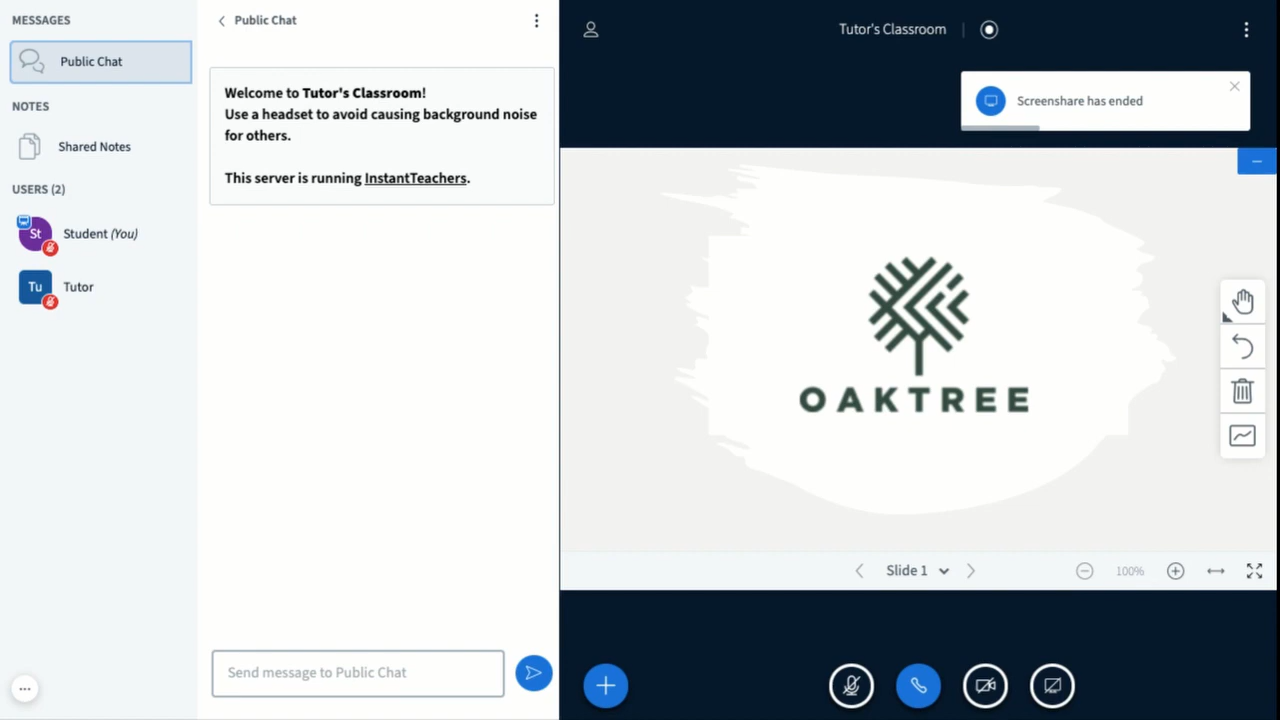 MESSAGES
Public Chat
NOTES
Shared Notes
USERS (2)
St
Student (You)
Tu
Tutor
Public Chat
Welcome to Tutor's Classroom!
Use a headset to avoid causing background noise
for others.
This server is running InstantTeachers.
Send message to Public Chat
Tutor's Classroom
Screenshare has ended
OAKTREE
Slide 1
100%